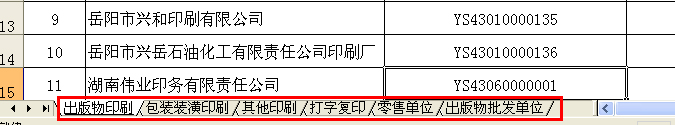 13 9 岳阳市兴和印刷有限公司 YS43010000135
14 10 岳阳市兴岳石油化工有限责任公司印刷厂 YS43010000136
15 11 湖南伟业印务有限责任公司 YS43060000001
出版物印刷 包装装潢印刷 其他印刷 打字复印 零售单位 出版物批发单位